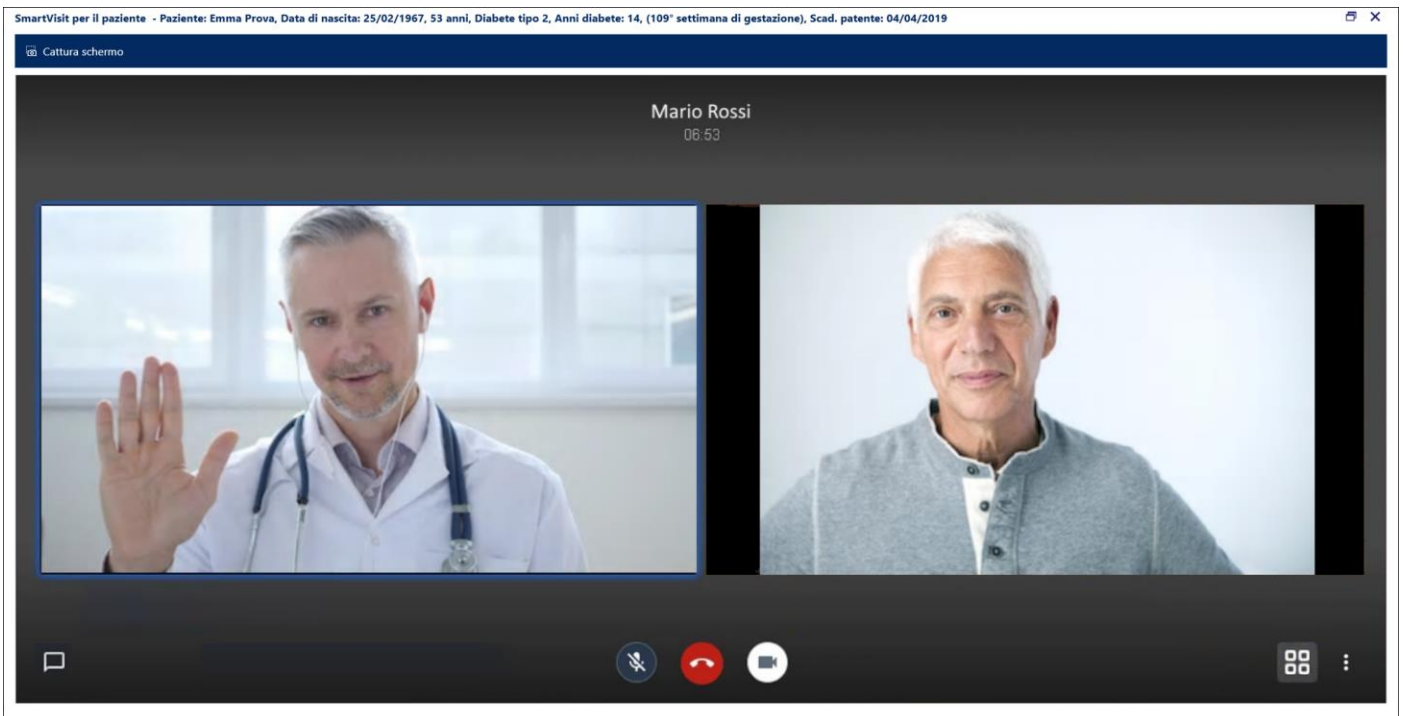 SmartVisit per il paziente - Paziente: Emma Prova, Data di nascita: 25/02/1967, 53 anni, Diabete tipo 2, Anni diabete: 14, (109° settimana di gestazione), Scad. patente: 04/04/2019
Cattura schermo
Mario Rossi
06:53